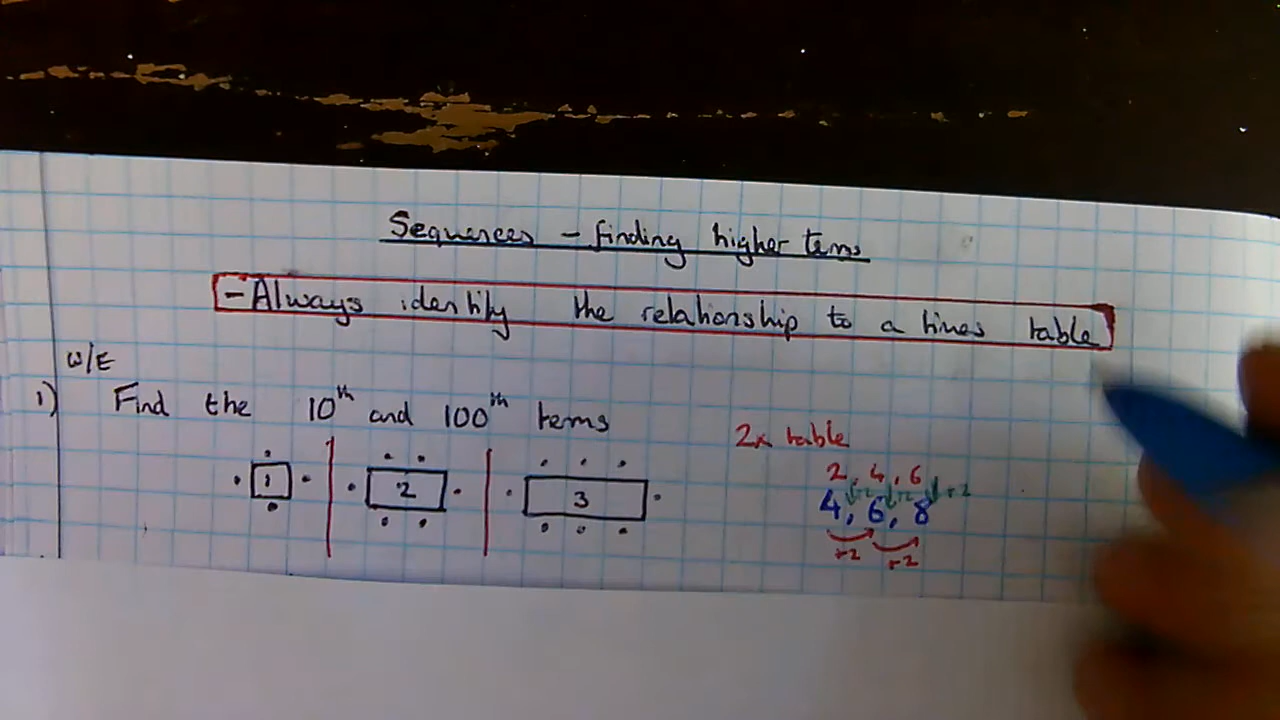 Sequences - finding higher terms
- Always identify the relationship to a times table
W/E
1) Find the 10th and 100th terms
2x table
1 2 3
2, 4, 6
+2 +2 +2
4, 6, 8
+2 +2